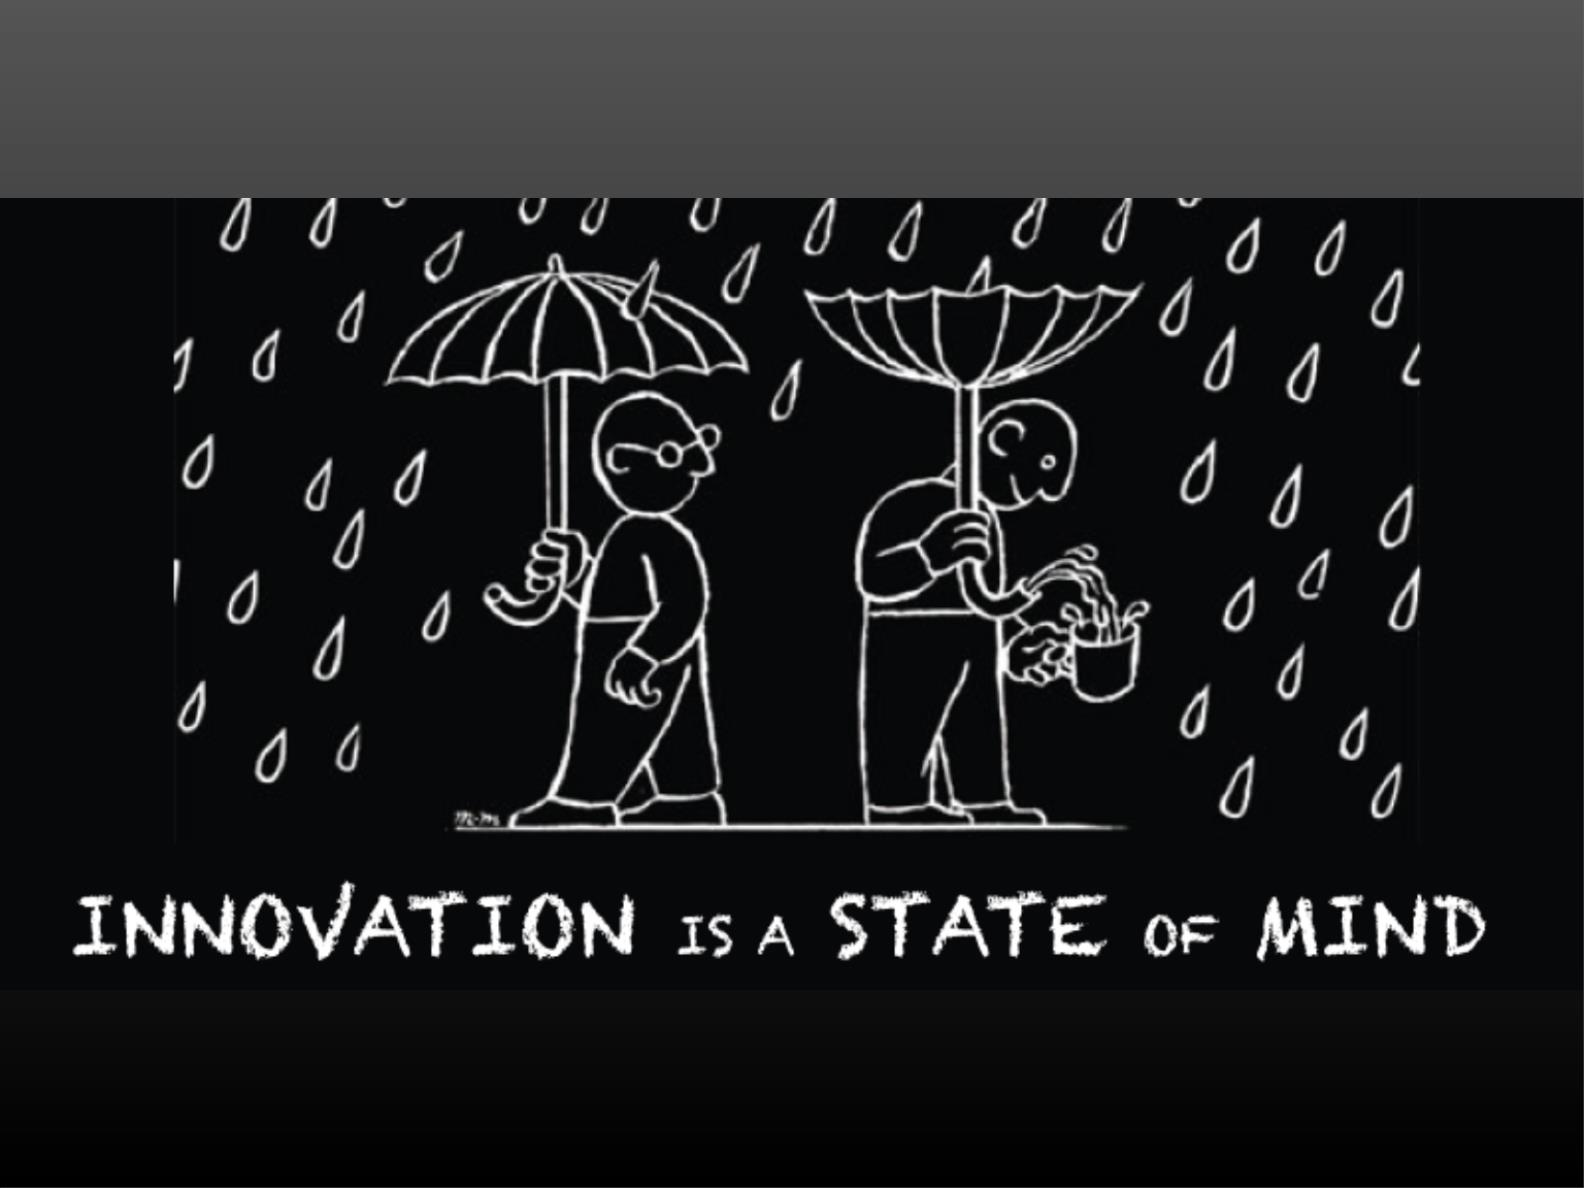 INNOVATION IS A STATE OF MIND